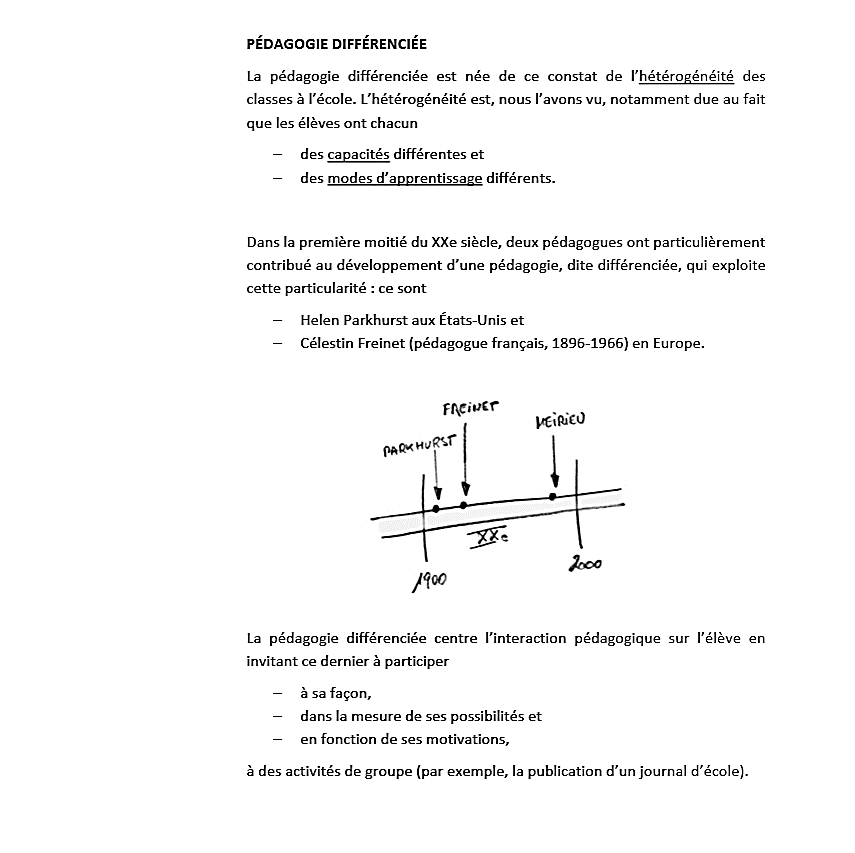 PÉDAGOGIE DIFFÉRENCIÉE
La pédagogie différenciée est née de ce constat de l'hétérogénéité des
classes à l'école. L'hétérogénéité est, nous l'avons vu, notamment due au fait
que les élèves ont chacun
– des capacités différentes et
– des modes d'apprentissage différents.
Dans la première moitié du XXe siècle, deux pédagogues ont particulièrement
contribué au développement d'une pédagogie, dite différenciée, qui exploite
cette particularité : ce sont
– Helen Parkhurst aux États-Unis et
– Célestin Freinet (pédagogue français, 1896-1966) en Europe.
FREINET
MEIRIEU
PARKHURST
XXe
1900
2000
La pédagogie différenciée centre l'interaction pédagogique sur l'élève en
invitant ce dernier à participer
– à sa façon,
– dans la mesure de ses possibilités et
– en fonction de ses motivations,
à des activités de groupe (par exemple, la publication d'un journal d'école).